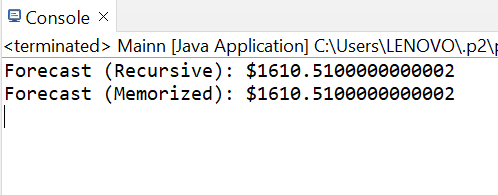 Console ×
<terminated> Mainn [Java Application] C:\Users\LENOVO\.p2\
Forecast (Recursive): $1610.5100000000002
Forecast (Memorized): $1610.5100000000002